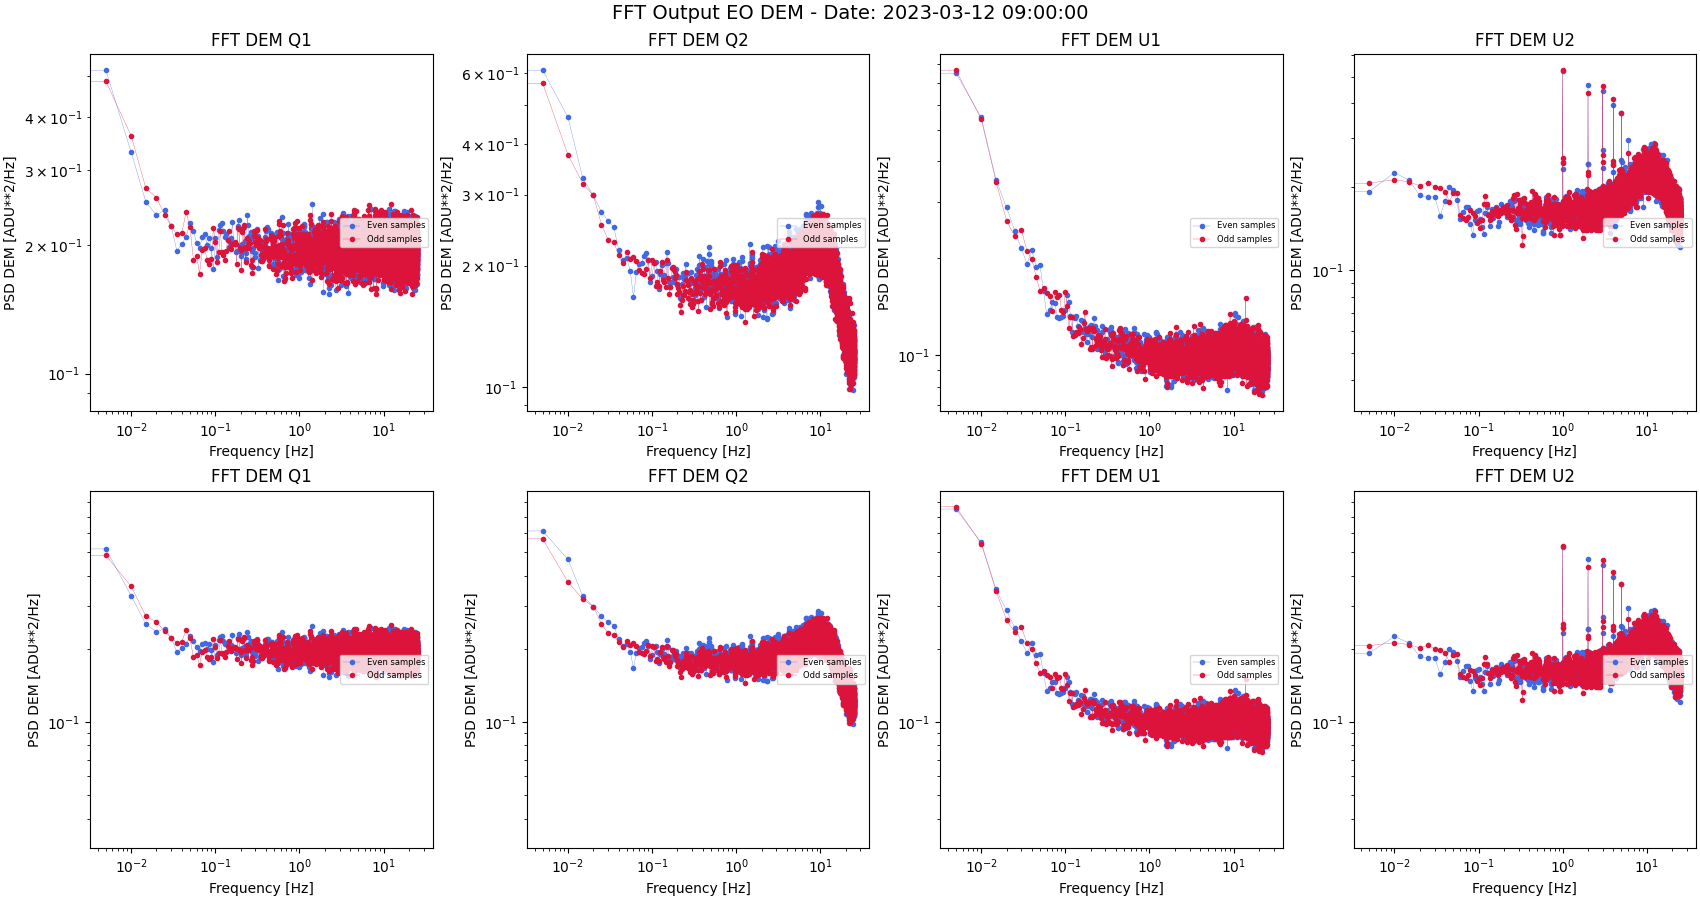 FFT Output EO DEM - Date: 2023-03-12 09:00:00
FFT DEM Q1
FFT DEM Q2
FFT DEM U1
FFT DEM U2
PSD DEM [ADU**2/Hz]
4 × 10⁻¹
3 × 10⁻¹
2 × 10⁻¹
10⁻¹
Even samples
Odd samples
10⁻² 10⁻¹ 10⁰ 10¹
Frequency [Hz]
PSD DEM [ADU**2/Hz]
6 × 10⁻¹
4 × 10⁻¹
3 × 10⁻¹
2 × 10⁻¹
10⁻¹
Even samples
Odd samples
10⁻² 10⁻¹ 10⁰ 10¹
Frequency [Hz]
PSD DEM [ADU**2/Hz]
10⁻¹
Even samples
Odd samples
10⁻² 10⁻¹ 10⁰ 10¹
Frequency [Hz]
PSD DEM [ADU**2/Hz]
10⁻¹
Even samples
Odd samples
10⁻² 10⁻¹ 10⁰ 10¹
Frequency [Hz]
FFT DEM Q1
FFT DEM Q2
FFT DEM U1
FFT DEM U2
PSD DEM [ADU**2/Hz]
10⁻¹
Even samples
Odd samples
10⁻² 10⁻¹ 10⁰ 10¹
Frequency [Hz]
PSD DEM [ADU**2/Hz]
10⁻¹
Even samples
Odd samples
10⁻² 10⁻¹ 10⁰ 10¹
Frequency [Hz]
PSD DEM [ADU**2/Hz]
10⁻¹
Even samples
Odd samples
10⁻² 10⁻¹ 10⁰ 10¹
Frequency [Hz]
PSD DEM [ADU**2/Hz]
10⁻¹
Even samples
Odd samples
10⁻² 10⁻¹ 10⁰ 10¹
Frequency [Hz]